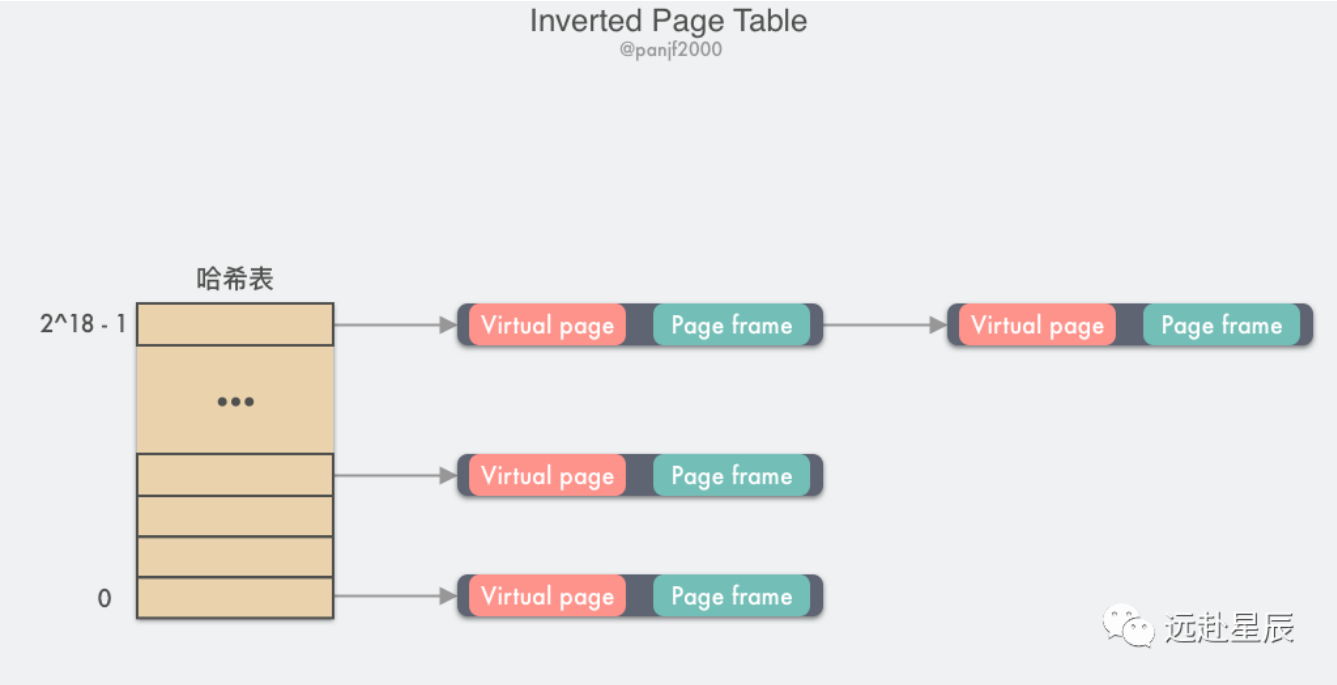 Inverted Page Table
@panjf2000
哈希表
2^18 - 1
Virtual page
Page frame
Virtual page
Page frame
•••
Virtual page
Page frame
0
Virtual page
Page frame
远赴星辰